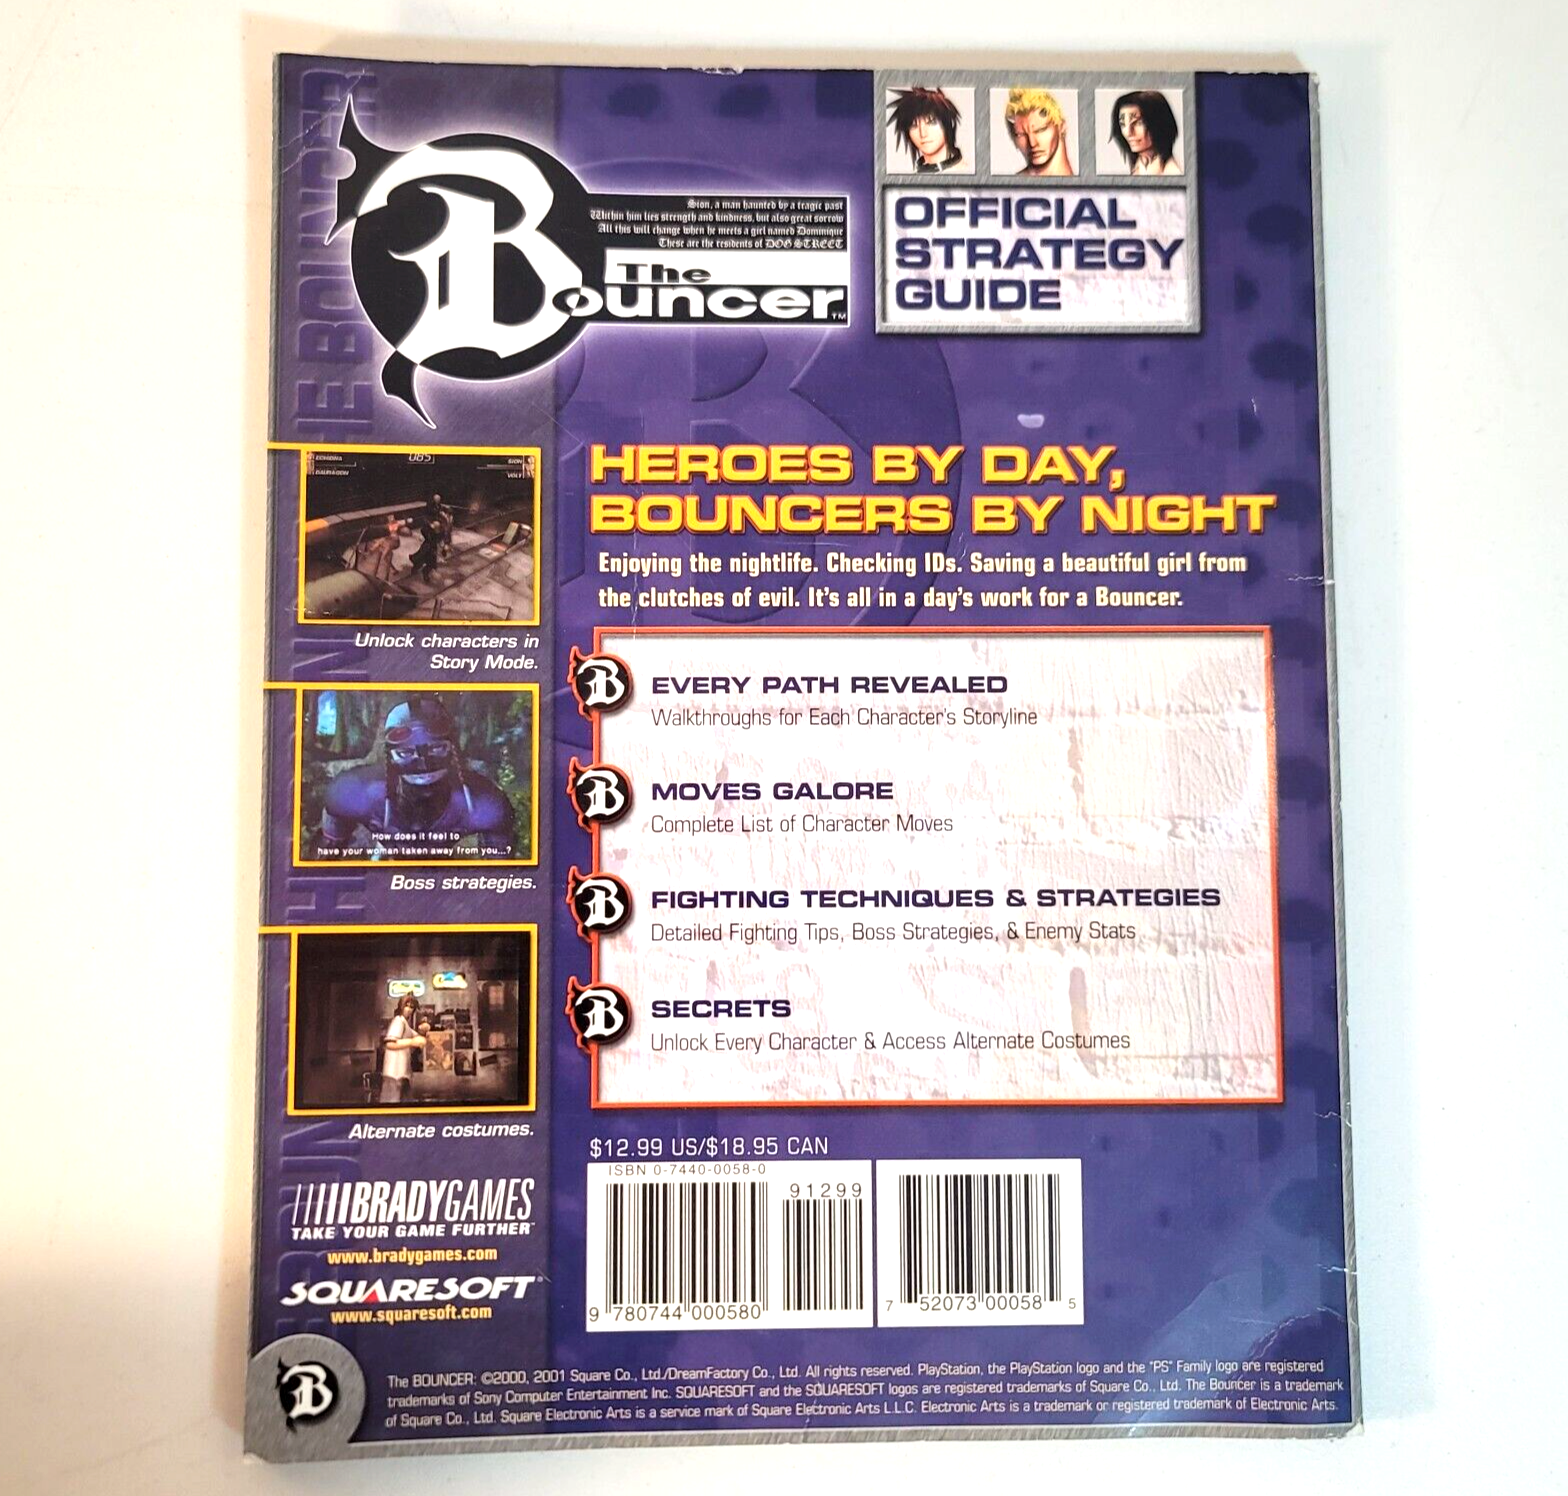 Sion, a man haunted by a tragic past
Within him lies strength and kindness, but also great sorrow
All this will change when he meets a girl named Dominique
These are the residents of DOG STREET
The
Bouncer™
OFFICIAL
STRATEGY
GUIDE
HEROES BY DAY,
BOUNCERS BY NIGHT
Enjoying the nightlife. Checking IDs. Saving a beautiful girl from
the clutches of evil. It's all in a day's work for a Bouncer.
Unlock characters in
Story Mode.
How does it feel to
have your woman taken away from you...?
Boss strategies.
Alternate costumes.
EVERY PATH REVEALED
Walkthroughs for Each Character's Storyline
MOVES GALORE
Complete List of Character Moves
FIGHTING TECHNIQUES & STRATEGIES
Detailed Fighting Tips, Boss Strategies, & Enemy Stats
SECRETS
Unlock Every Character & Access Alternate Costumes
$12.99 US/$18.95 CAN
ISBN 0-7440-0058-0
91299
9 780744 000580
7 52073 00058 5
BRADYGAMES
TAKE YOUR GAME FURTHER™
www.bradygames.com
SQUARESOFT®
www.squaresoft.com
B
The BOUNCER: ©2000, 2001 Square Co., Ltd./DreamFactory Co., Ltd. All rights reserved. PlayStation, the PlayStation logo and the "PS" Family logo are registered
trademarks of Sony Computer Entertainment Inc. SQUARESOFT and the SQUARESOFT logos are registered trademarks of Square Co., Ltd. The Bouncer is a trademark
of Square Co., Ltd. Square Electronic Arts is a service mark of Square Electronic Arts L.L.C. Electronic Arts is a trademark or registered trademark of Electronic Arts.